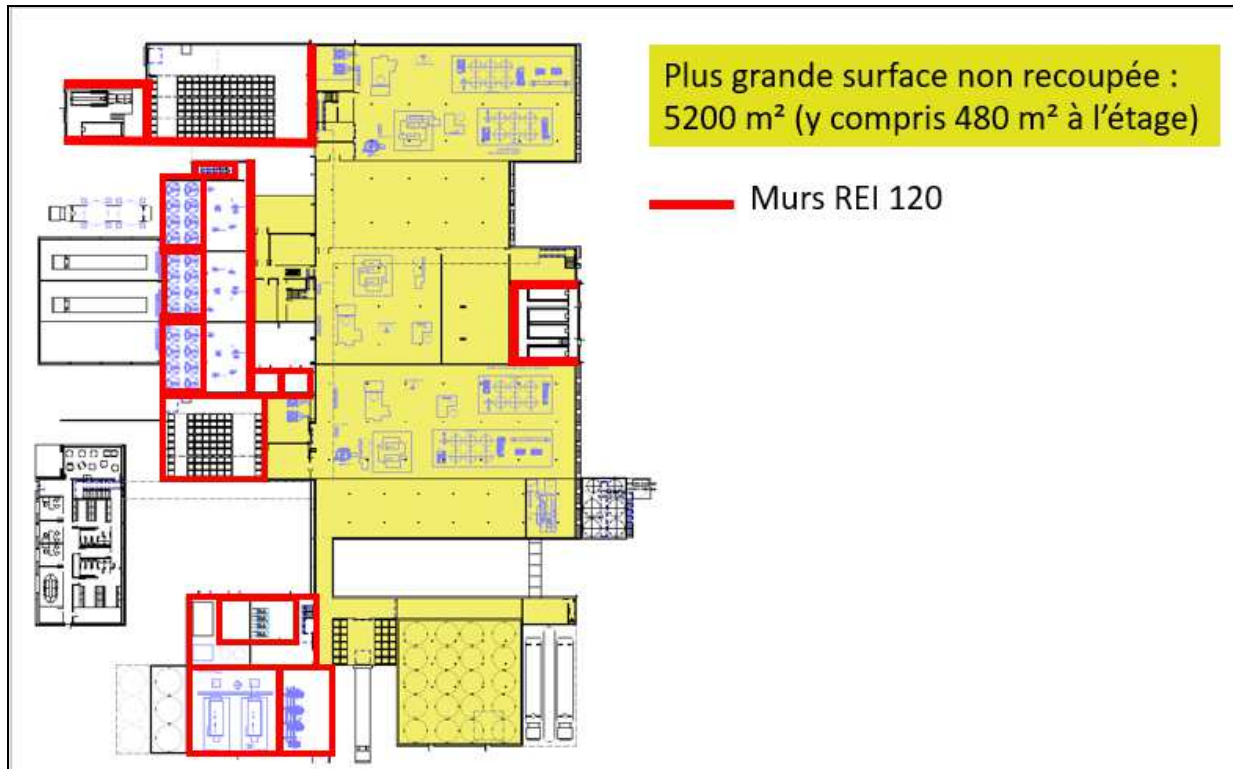 Plus grande surface non recoupée :
5200 m² (y compris 480 m² à l'étage)
Murs REI 120